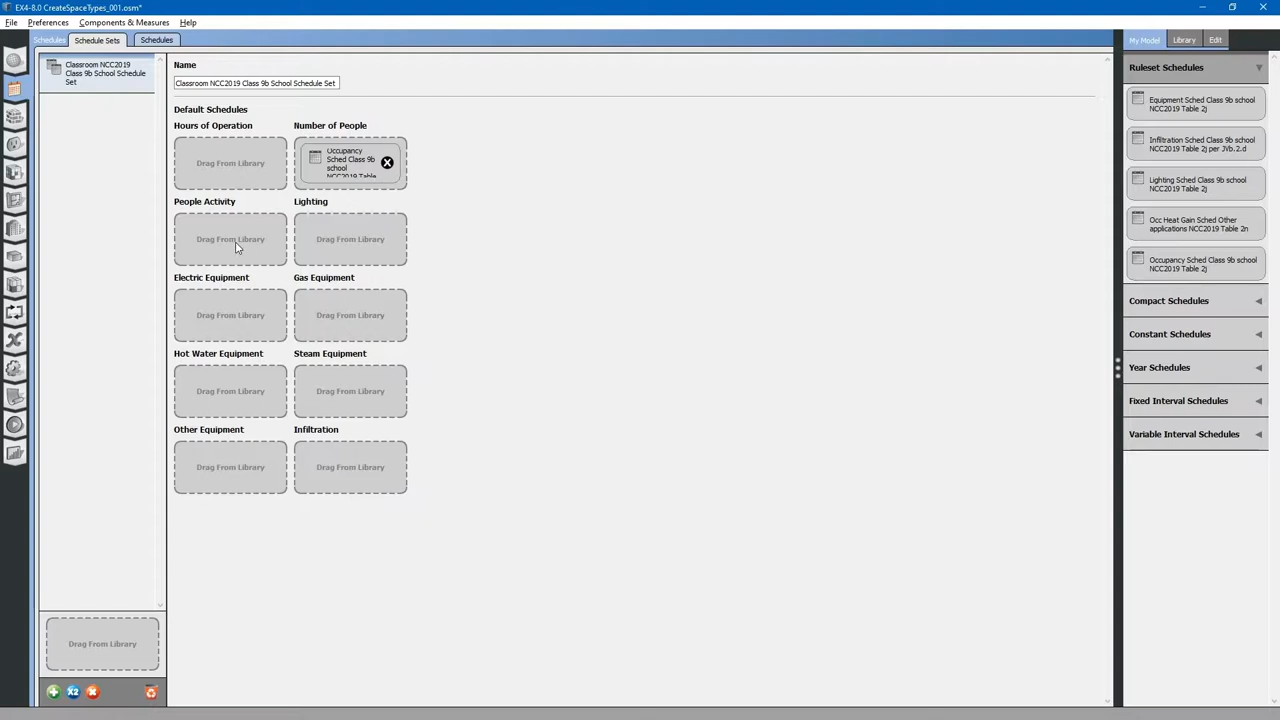 EX4-8.0 CreateSpaceTypes_001.osm*
File Preferences Components & Measures Help
Schedules Schedule Sets Schedules
My Model Library Edit
Classroom NCC2019
Class 9b School Schedule
Set
Name
Classroom NCC2019 Class 9b School Schedule Set
Default Schedules
Hours of Operation Number of People
Drag From Library
Occupancy
Sched Class 9b
school
NCC2019 Table
People Activity Lighting
Drag From Library Drag From Library
Electric Equipment Gas Equipment
Drag From Library Drag From Library
Hot Water Equipment Steam Equipment
Drag From Library Drag From Library
Other Equipment Infiltration
Drag From Library Drag From Library
Drag From Library
X2
Ruleset Schedules
Equipment Sched Class 9b school
NCC2019 Table 2j
Infiltration Sched Class 9b school
NCC2019 Table 2j per JVb.2.d
Lighting Sched Class 9b school
NCC2019 Table 2j
Occ Heat Gain Sched Other
applications NCC2019 Table 2n
Occupancy Sched Class 9b school
NCC2019 Table 2j
Compact Schedules
Constant Schedules
Year Schedules
Fixed Interval Schedules
Variable Interval Schedules